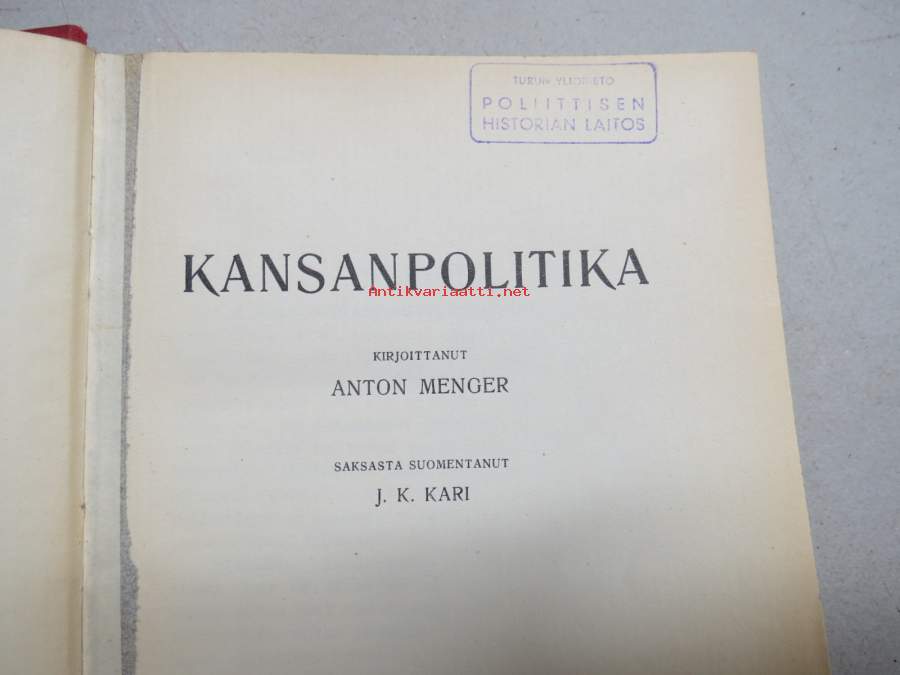 TURUN YLIOPISTO
POLIITTISEN
HISTORIAN LAITOS
KANSANPOLITIKA
Antikvariaatti.net
KIRJOITTANUT
ANTON MENGER
SAKSASTA SUOMENTANUT
J. K. KARI